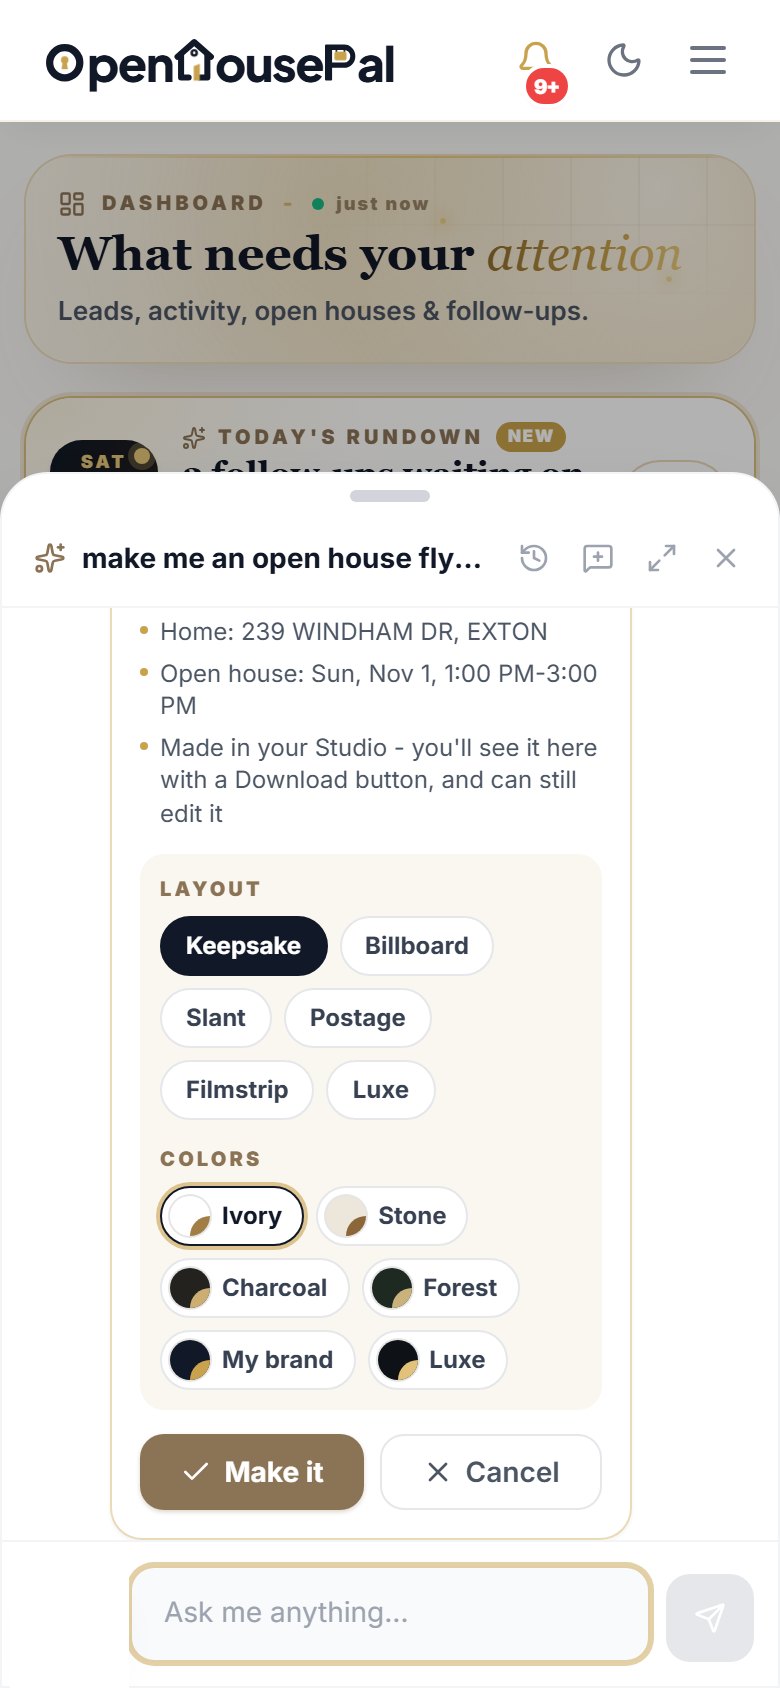 OpenHousePal
9+
DASHBOARD - just now
What needs your attention
Leads, activity, open houses & follow-ups.
TODAY'S RUNDOWN NEW
SAT
a follow-ups waiting on
make me an open house fly...
Home: 239 WINDHAM DR, EXTON
Open house: Sun, Nov 1, 1:00 PM-3:00
PM
Made in your Studio - you'll see it here
with a Download button, and can still
edit it
LAYOUT
Keepsake Billboard
Slant Postage
Filmstrip Luxe
COLORS
Ivory Stone
Charcoal Forest
My brand Luxe
Make it Cancel
Ask me anything...